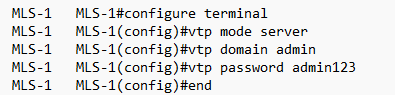 MLS-1 MLS-1#configure terminal
MLS-1 MLS-1(config)#vtp mode server
MLS-1 MLS-1(config)#vtp domain admin
MLS-1 MLS-1(config)#vtp password admin123
MLS-1 MLS-1(config)#end